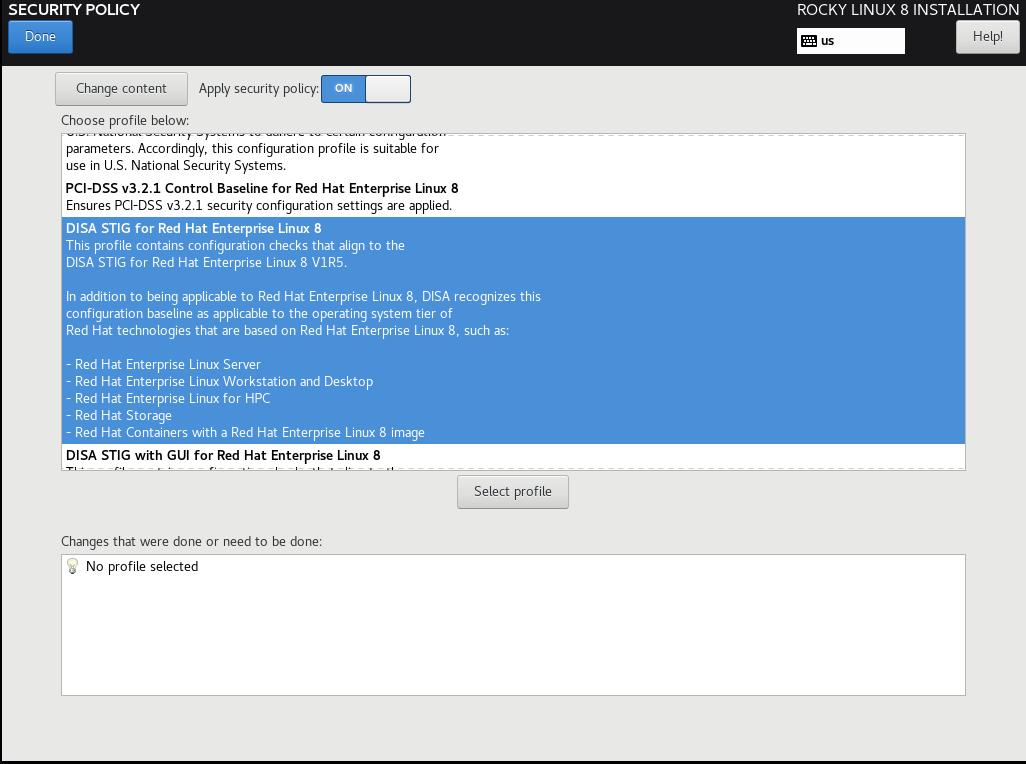 SECURITY POLICY
ROCKY LINUX 8 INSTALLATION
Done
us
Help!
Change content
Apply security policy:
ON
Choose profile below:
U.S. National Security Systems to adhere to certain configuration
parameters. Accordingly, this configuration profile is suitable for
use in U.S. National Security Systems.
PCI-DSS v3.2.1 Control Baseline for Red Hat Enterprise Linux 8
Ensures PCI-DSS v3.2.1 security configuration settings are applied.
DISA STIG for Red Hat Enterprise Linux 8
This profile contains configuration checks that align to the
DISA STIG for Red Hat Enterprise Linux 8 V1R5.
In addition to being applicable to Red Hat Enterprise Linux 8, DISA recognizes this
configuration baseline as applicable to the operating system tier of
Red Hat technologies that are based on Red Hat Enterprise Linux 8, such as:
- Red Hat Enterprise Linux Server
- Red Hat Enterprise Linux Workstation and Desktop
- Red Hat Enterprise Linux for HPC
- Red Hat Storage
- Red Hat Containers with a Red Hat Enterprise Linux 8 image
DISA STIG with GUI for Red Hat Enterprise Linux 8
Select profile
Changes that were done or need to be done:
No profile selected